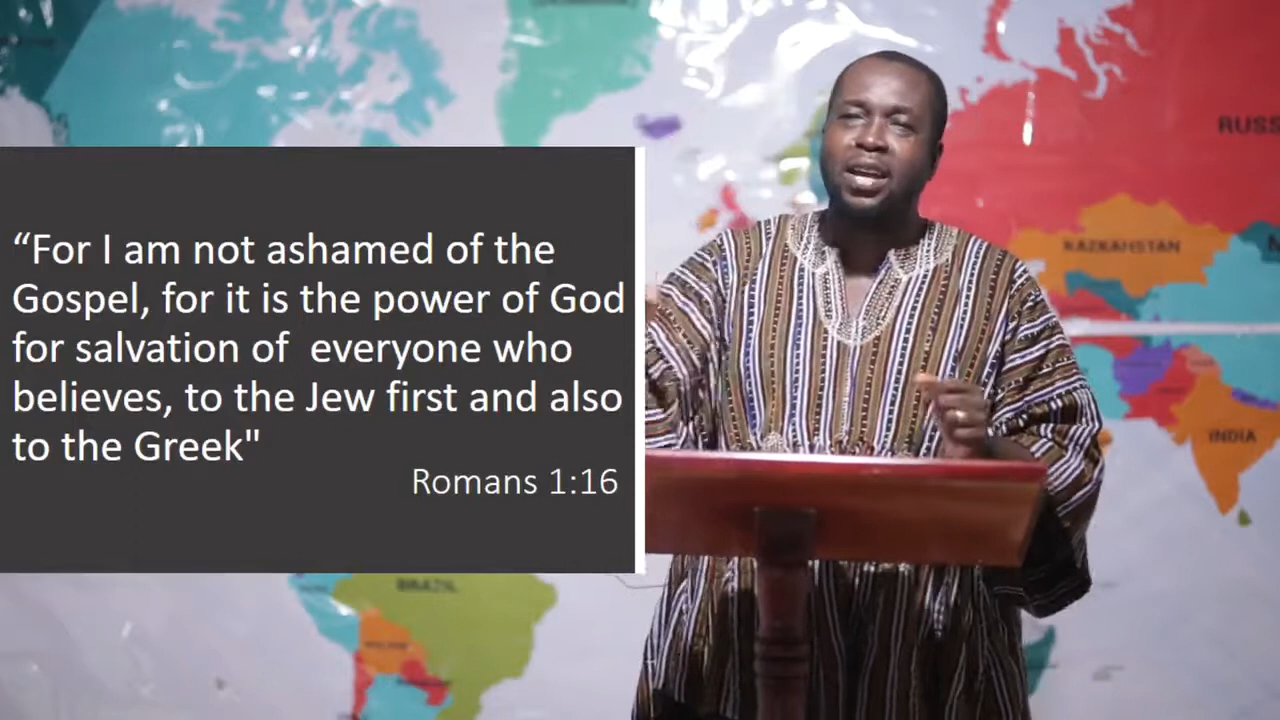 “For I am not ashamed of the
Gospel, for it is the power of God
for salvation of  everyone who
believes, to the Jew first and also
to the Greek"
Romans 1:16
RUSS
KAZKAHSTAN
INDIA
BRAZIL